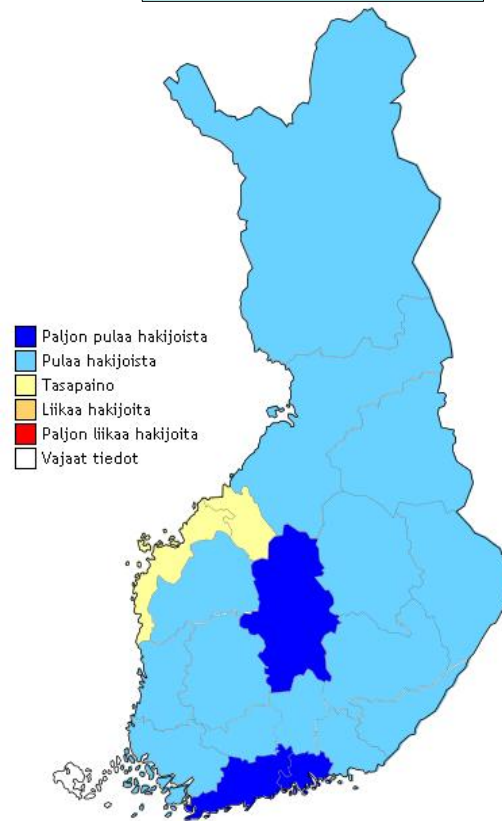 Paljon pulaa hakijoista
Pulaa hakijoista
Tasapaino
Liikaa hakijoita
Paljon liikaa hakijoita
Vajaat tiedot